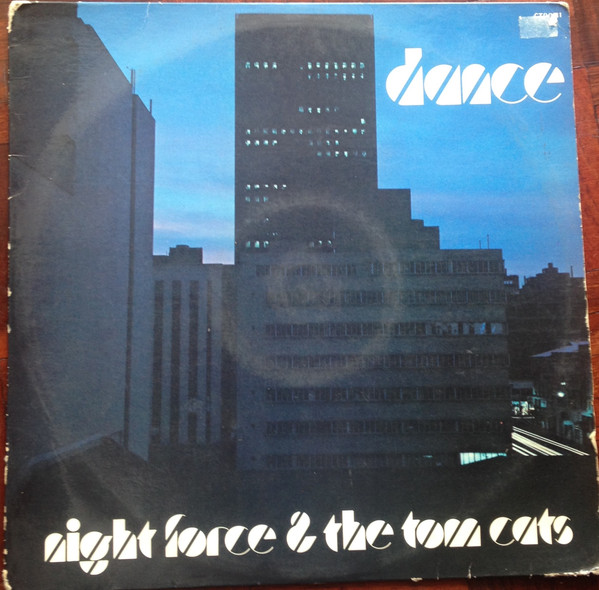 dance
night force & the tom cats